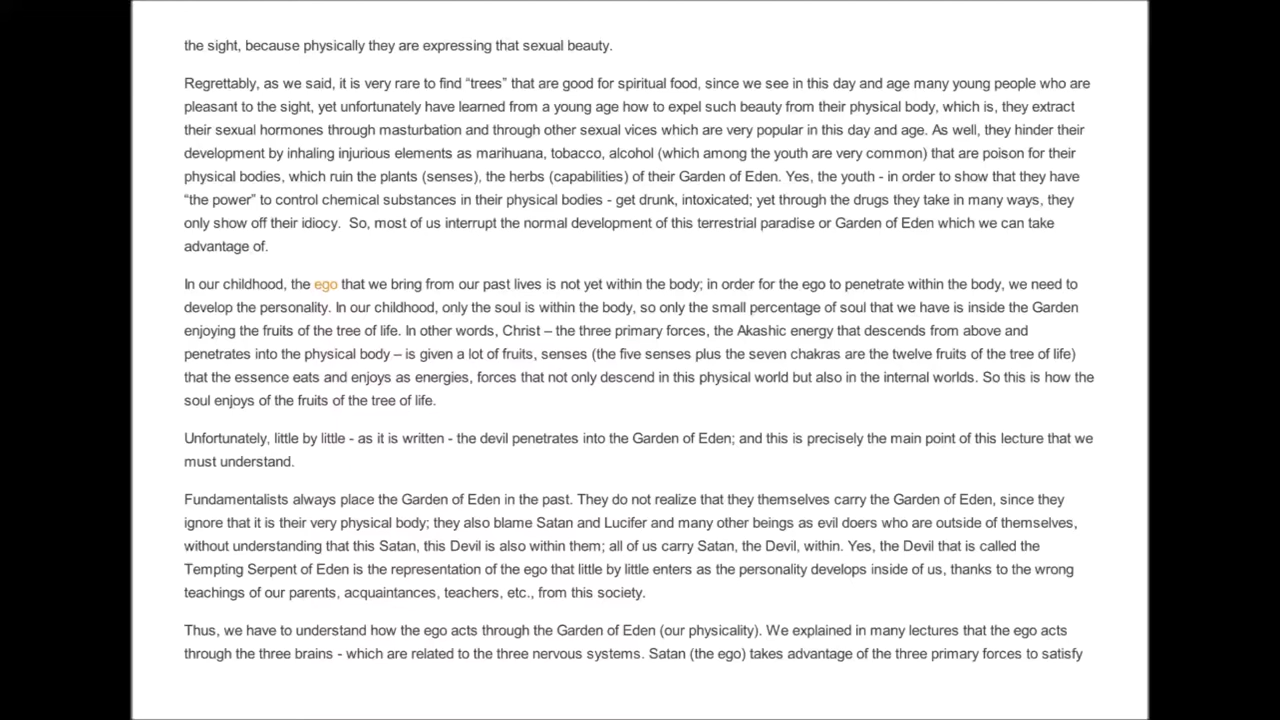 the sight, because physically they are expressing that sexual beauty.
Regrettably, as we said, it is very rare to find “trees” that are good for spiritual food, since we see in this day and age many young people who are
pleasant to the sight, yet unfortunately have learned from a young age how to expel such beauty from their physical body, which is, they extract
their sexual hormones through masturbation and through other sexual vices which are very popular in this day and age. As well, they hinder their
development by inhaling injurious elements as marihuana, tobacco, alcohol (which among the youth are very common) that are poison for their
physical bodies, which ruin the plants (senses), the herbs (capabilities) of their Garden of Eden. Yes, the youth - in order to show that they have
“the power” to control chemical substances in their physical bodies - get drunk, intoxicated; yet through the drugs they take in many ways, they
only show off their idiocy.  So, most of us interrupt the normal development of this terrestrial paradise or Garden of Eden which we can take
advantage of.
In our childhood, the ego that we bring from our past lives is not yet within the body; in order for the ego to penetrate within the body, we need to
develop the personality. In our childhood, only the soul is within the body, so only the small percentage of soul that we have is inside the Garden
enjoying the fruits of the tree of life. In other words, Christ – the three primary forces, the Akashic energy that descends from above and
penetrates into the physical body – is given a lot of fruits, senses (the five senses plus the seven chakras are the twelve fruits of the tree of life)
that the essence eats and enjoys as energies, forces that not only descend in this physical world but also in the internal worlds. So this is how the
soul enjoys of the fruits of the tree of life.
Unfortunately, little by little - as it is written - the devil penetrates into the Garden of Eden; and this is precisely the main point of this lecture that we
must understand.
Fundamentalists always place the Garden of Eden in the past. They do not realize that they themselves carry the Garden of Eden, since they
ignore that it is their very physical body; they also blame Satan and Lucifer and many other beings as evil doers who are outside of themselves,
without understanding that this Satan, this Devil is also within them; all of us carry Satan, the Devil, within. Yes, the Devil that is called the
Tempting Serpent of Eden is the representation of the ego that little by little enters as the personality develops inside of us, thanks to the wrong
teachings of our parents, acquaintances, teachers, etc., from this society.
Thus, we have to understand how the ego acts through the Garden of Eden (our physicality). We explained in many lectures that the ego acts
through the three brains - which are related to the three nervous systems. Satan (the ego) takes advantage of the three primary forces to satisfy